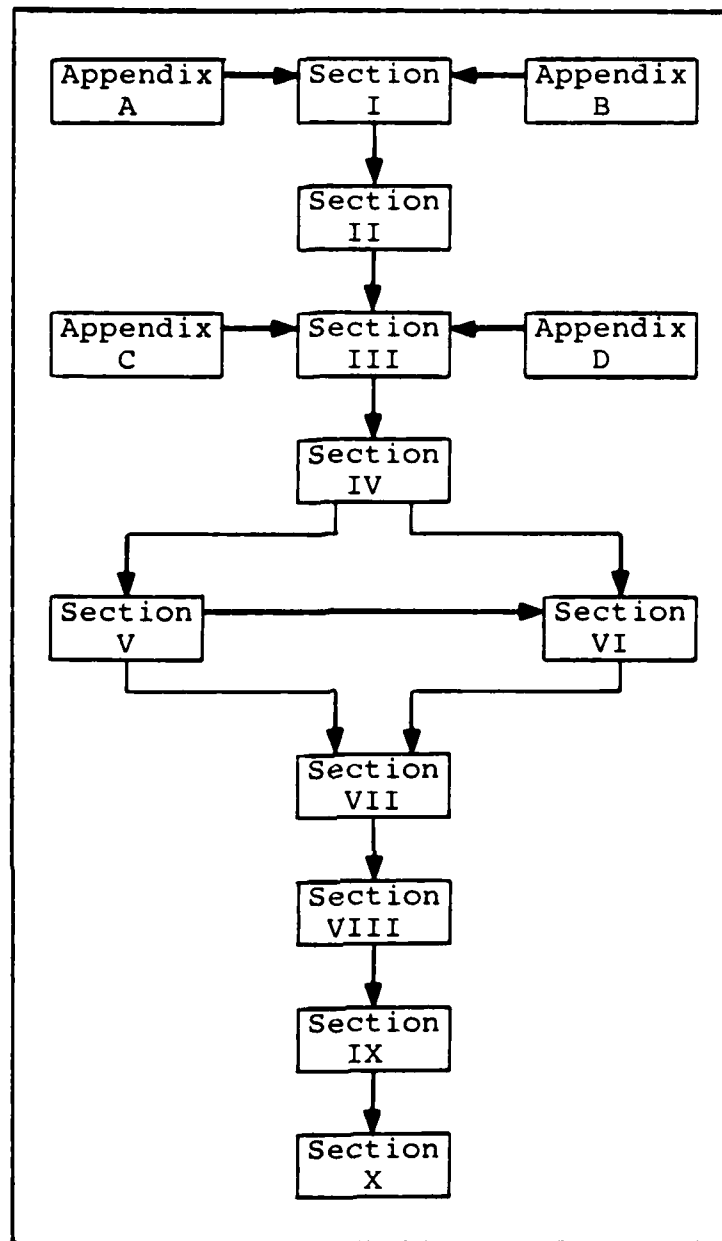 Appendix
A
Section
I
Appendix
B
Section
II
Appendix
C
Section
III
Appendix
D
Section
IV
Section
V
Section
VI
Section
VII
Section
VIII
Section
IX
Section
X